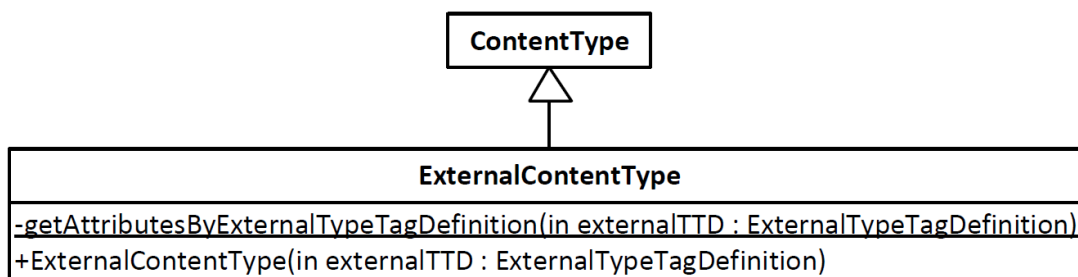 ContentType
ExternalContentType
-getAttributesByExternalTypeTagDefinition(in externalTTD : ExternalTypeTagDefinition)
+ExternalContentType(in externalTTD : ExternalTypeTagDefinition)